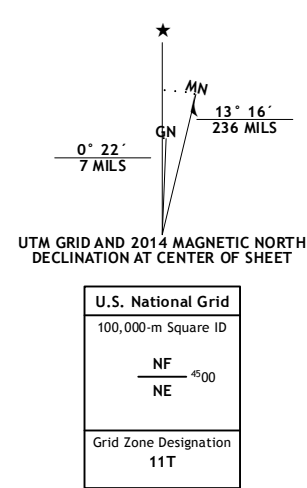 ★
MN
GN
13° 16´
236 MILS
0° 22´
7 MILS
UTM GRID AND 2014 MAGNETIC NORTH
DECLINATION AT CENTER OF SHEET
U.S. National Grid
100,000-m Square ID
NF
4500
NE
Grid Zone Designation
11T